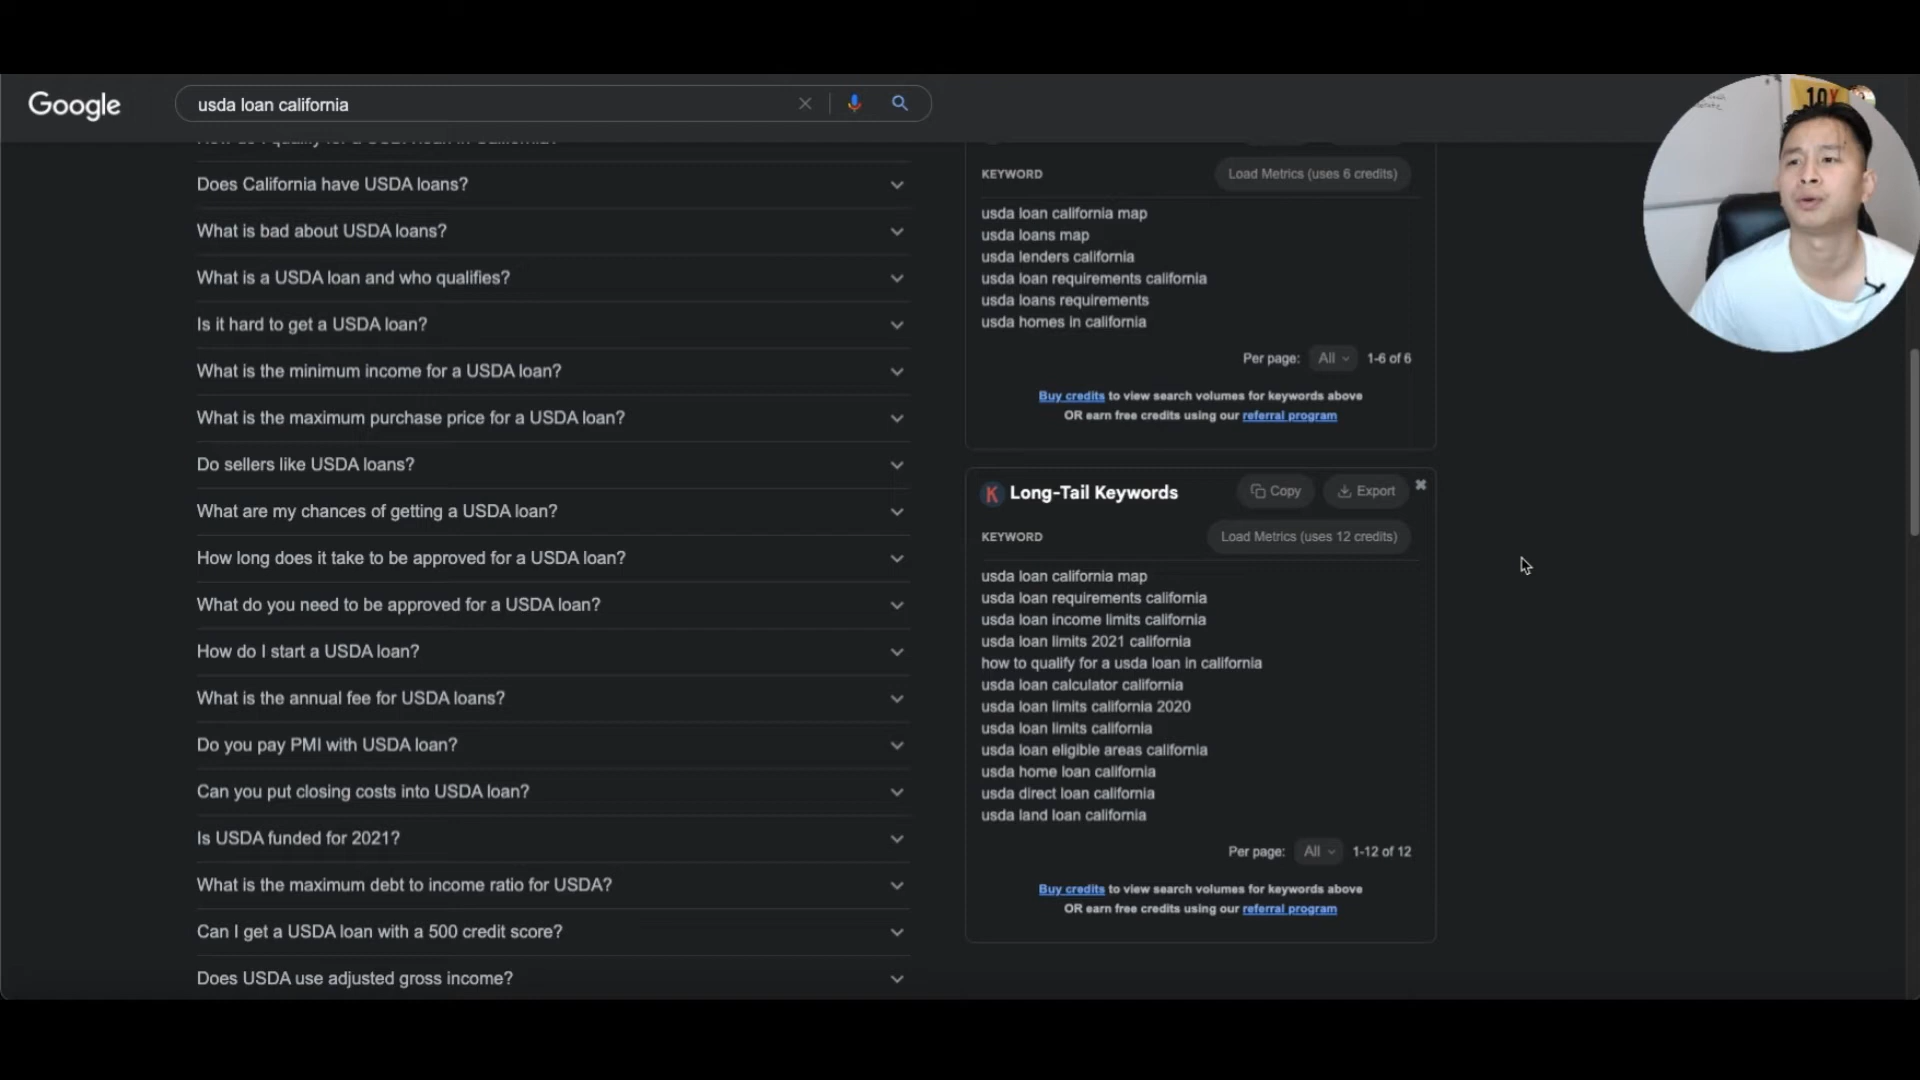 Google
usda loan california
Does California have USDA loans?
What is bad about USDA loans?
What is a USDA loan and who qualifies?
Is it hard to get a USDA loan?
What is the minimum income for a USDA loan?
What is the maximum purchase price for a USDA loan?
Do sellers like USDA loans?
What are my chances of getting a USDA loan?
How long does it take to be approved for a USDA loan?
What do you need to be approved for a USDA loan?
How do I start a USDA loan?
What is the annual fee for USDA loans?
Do you pay PMI with USDA loan?
Can you put closing costs into USDA loan?
Is USDA funded for 2021?
What is the maximum debt to income ratio for USDA?
Can I get a USDA loan with a 500 credit score?
Does USDA use adjusted gross income?
KEYWORD
Load Metrics (uses 6 credits)
usda loan california map
usda loans map
usda lenders california
usda loan requirements california
usda loans requirements
usda homes in california
Per page: All 1-6 of 6
Buy credits to view search volumes for keywords above
OR earn free credits using our referral program
K Long-Tail Keywords
Copy
Export
KEYWORD
Load Metrics (uses 12 credits)
usda loan california map
usda loan requirements california
usda loan income limits california
usda loan limits 2021 california
how to qualify for a usda loan in california
usda loan calculator california
usda loan limits california 2020
usda loan limits california
usda loan eligible areas california
usda home loan california
usda direct loan california
usda land loan california
Per page: All 1-12 of 12
Buy credits to view search volumes for keywords above
OR earn free credits using our referral program
10X